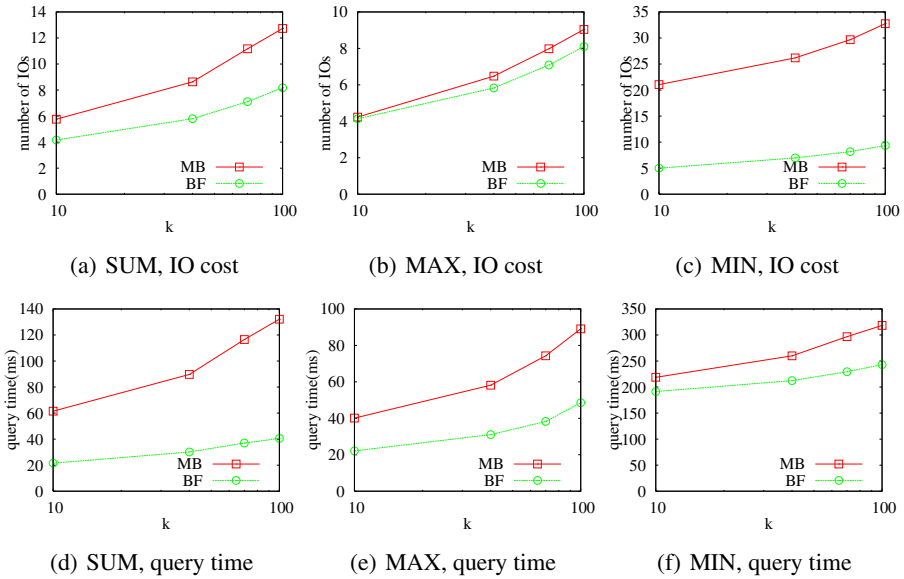 number of IOs
14
12
10
8
6
4
2
0
MB
BF
10
100
k
(a) SUM, IO cost
number of IOs
10
8
6
4
2
0
MB
BF
10
100
k
(b) MAX, IO cost
number of IOs
35
30
25
20
15
10
5
0
MB
BF
10
100
k
(c) MIN, IO cost
query time(ms)
140
120
100
80
60
40
20
0
MB
BF
10
100
k
(d) SUM, query time
query time(ms)
100
80
60
40
20
0
MB
BF
10
100
k
(e) MAX, query time
query time(ms)
350
300
250
200
150
100
50
0
MB
BF
10
100
k
(f) MIN, query time